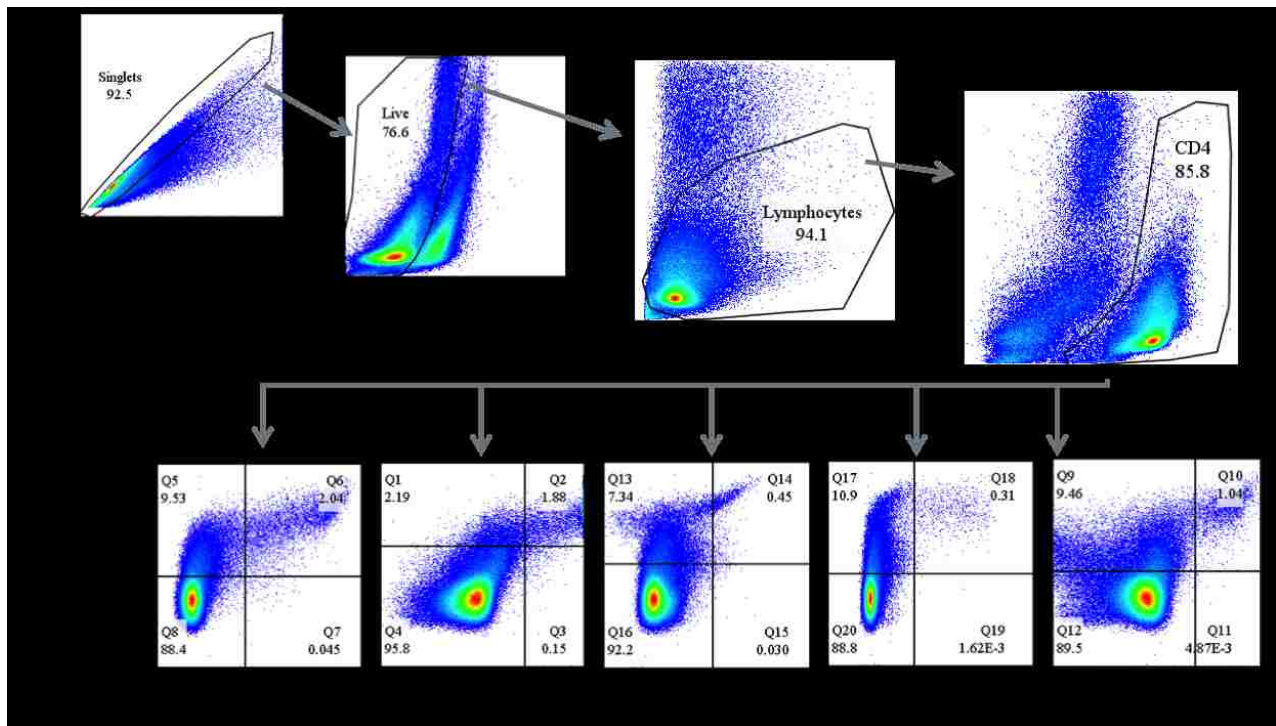 Singlets
92.5
Live
76.6
Lymphocytes
94.1
CD4
85.8
Q5
9.53
Q6
2.04
Q8
88.4
Q7
0.045
Q1
2.19
Q2
1.88
Q4
95.8
Q3
0.15
Q13
7.34
Q14
0.45
Q16
92.2
Q15
0.030
Q17
10.9
Q18
0.31
Q20
88.8
Q19
1.62E-3
Q9
9.46
Q10
1.04
Q12
89.5
Q11
4.87E-3